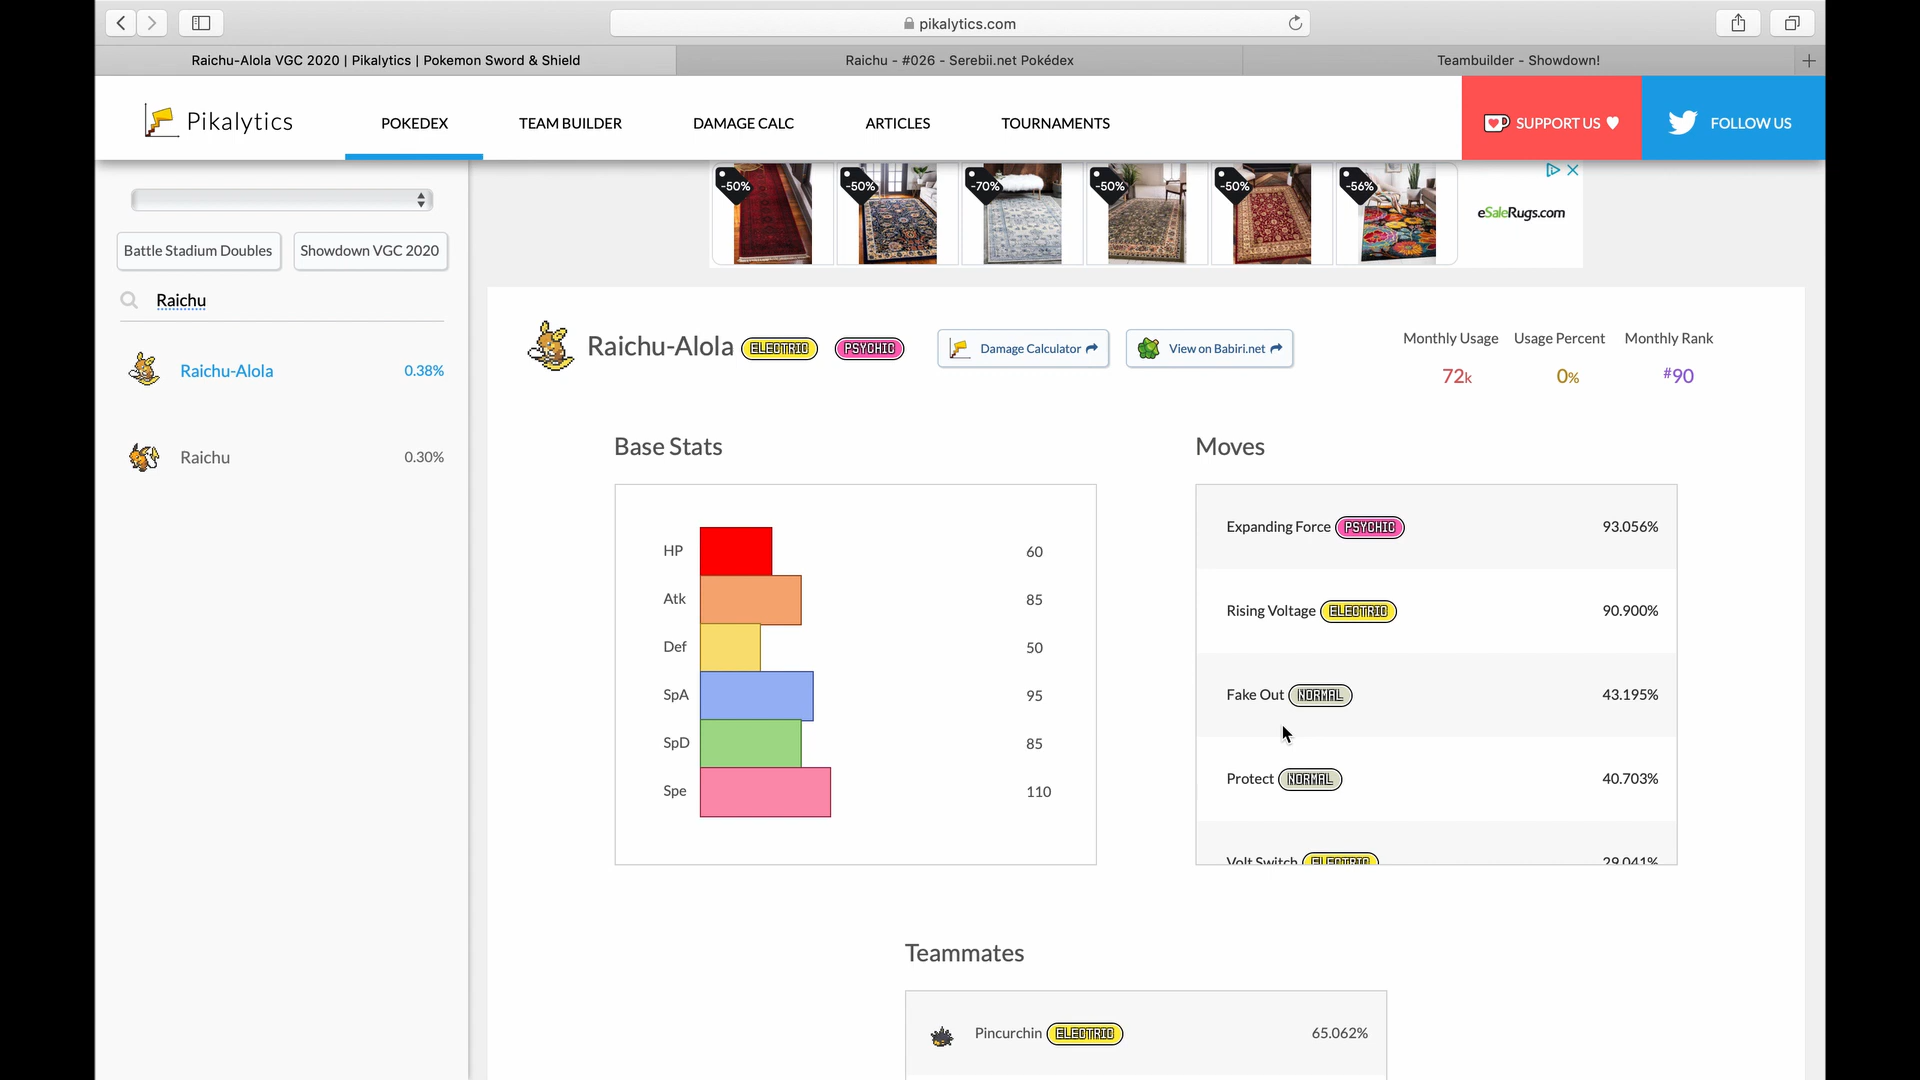 pikalytics.com
Raichu-Alola VGC 2020 | Pikalytics | Pokemon Sword & Shield
Raichu - #026 - Serebii.net Pokédex
Teambuilder - Showdown!
Pikalytics
POKEDEX
TEAM BUILDER
DAMAGE CALC
ARTICLES
TOURNAMENTS
SUPPORT US
FOLLOW US
-50%
-50%
-70%
-50%
-50%
-56%
eSaleRugs.com
Battle Stadium Doubles
Showdown VGC 2020
Raichu
Raichu-Alola 0.38%
Raichu 0.30%
Raichu-Alola ELECTRIC PSYCHIC
Damage Calculator
View on Babiri.net
Monthly Usage Usage Percent Monthly Rank
72k 0% #90
Base Stats
HP 60
Atk 85
Def 50
SpA 95
SpD 85
Spe 110
Moves
Expanding Force PSYCHIC 93.056%
Rising Voltage ELECTRIC 90.900%
Fake Out NORMAL 43.195%
Protect NORMAL 40.703%
Volt Switch ELECTRIC 29.041%
Teammates
Pincurchin ELECTRIC 65.062%